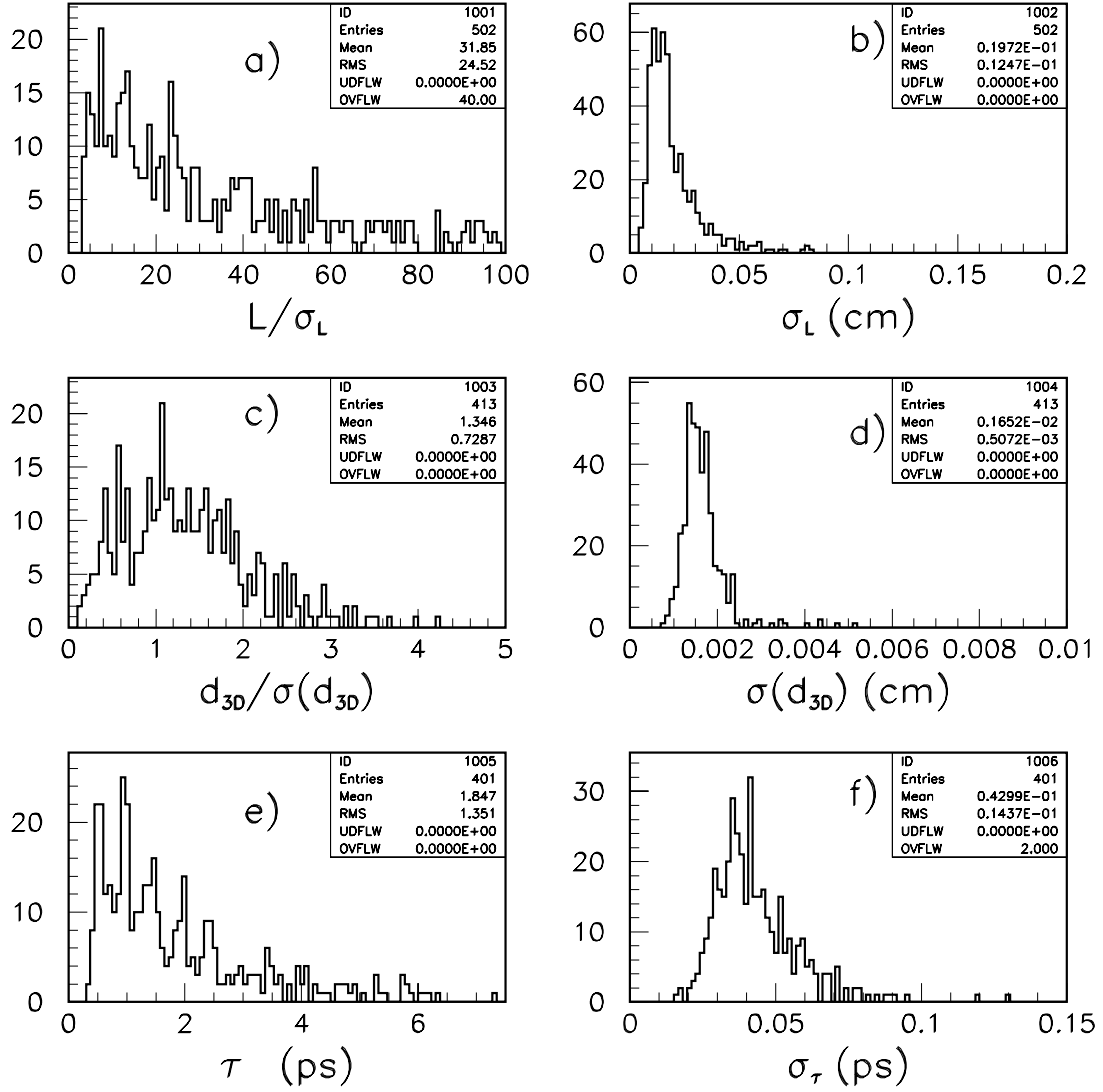 ID 1001
Entries 502
Mean 31.85
RMS 24.52
UDFLW 0.0000E+00
OVFLW 40.00
a)
20
15
10
5
0
0 20 40 60 80 100
L/σL
ID 1002
Entries 502
Mean 0.1972E-01
RMS 0.1247E-01
UDFLW 0.0000E+00
OVFLW 0.0000E+00
b)
60
40
20
0
0 0.05 0.1 0.15 0.2
σL (cm)
ID 1003
Entries 413
Mean 1.346
RMS 0.7287
UDFLW 0.0000E+00
OVFLW 0.0000E+00
c)
20
15
10
5
0
0 1 2 3 4 5
d3D/σ(d3D)
ID 1004
Entries 413
Mean 0.1652E-02
RMS 0.5072E-03
UDFLW 0.0000E+00
OVFLW 0.0000E+00
d)
60
40
20
0
0 0.002 0.004 0.006 0.008 0.01
σ(d3D) (cm)
ID 1005
Entries 401
Mean 1.847
RMS 1.351
UDFLW 0.0000E+00
OVFLW 0.0000E+00
e)
20
10
0
0 2 4 6
τ (ps)
ID 1006
Entries 401
Mean 0.4299E-01
RMS 0.1437E-01
UDFLW 0.0000E+00
OVFLW 2.000
f)
30
20
10
0
0 0.05 0.1 0.15
στ (ps)